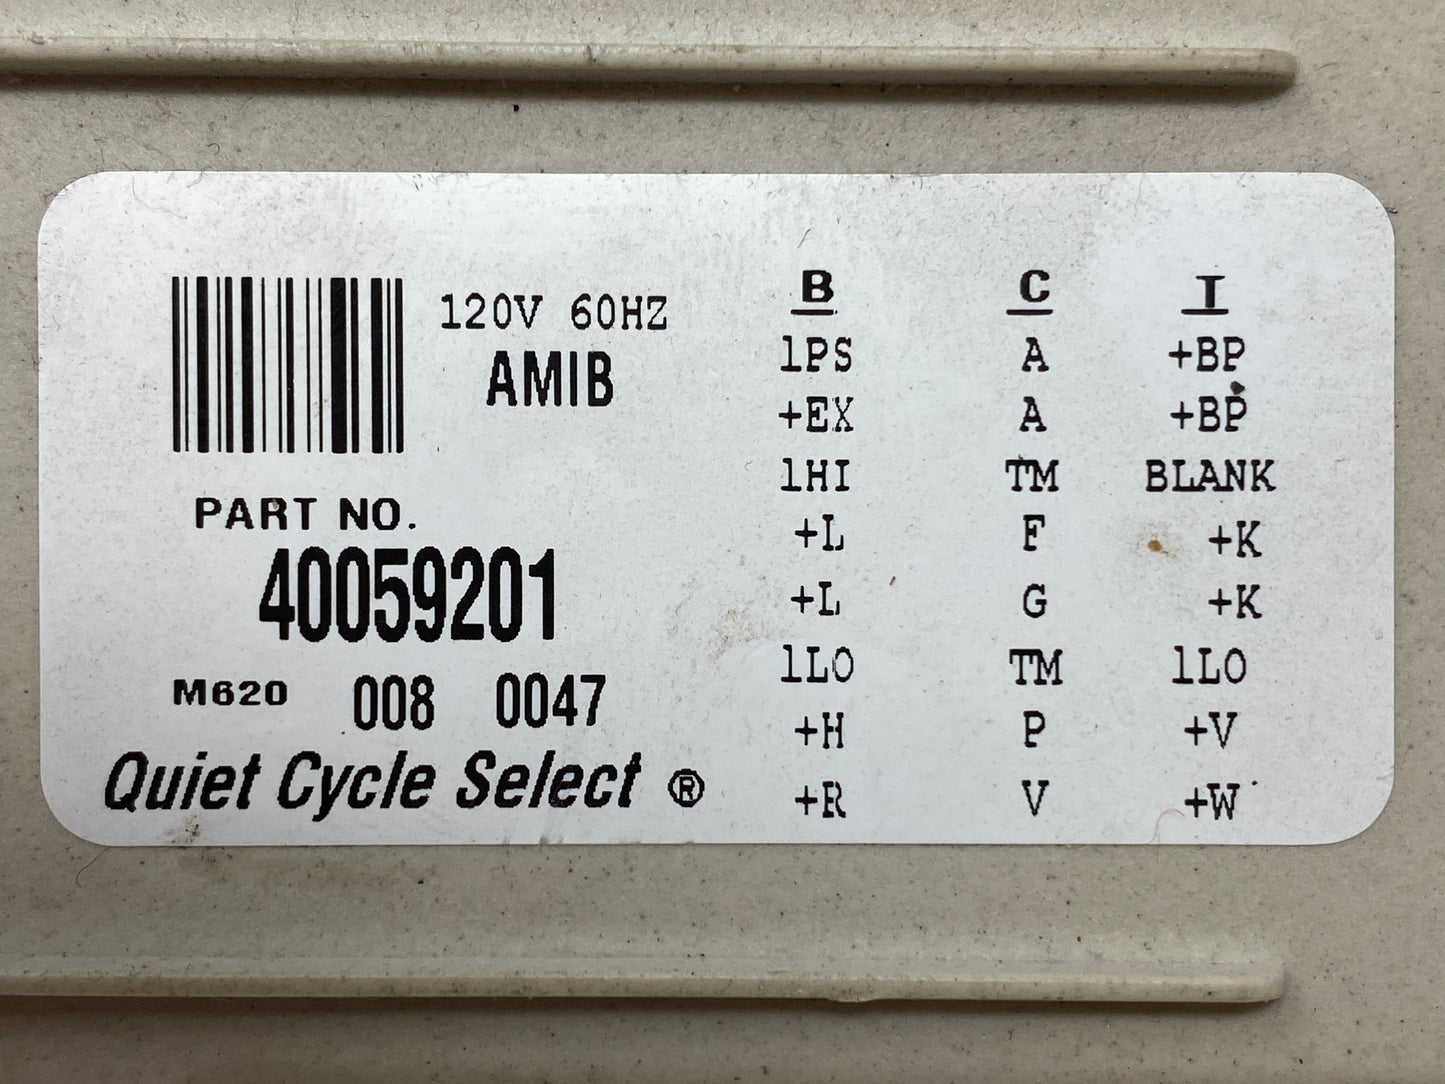 120V 60HZ
AMIB
PART NO.
40059201
M620 008 0047
Quiet Cycle Select ®
B C I
1PS A +BP
+EX A +BP
1HI TM BLANK
+L F +K
+L G +K
1LO TM 1LO
+H P +V
+R V +W